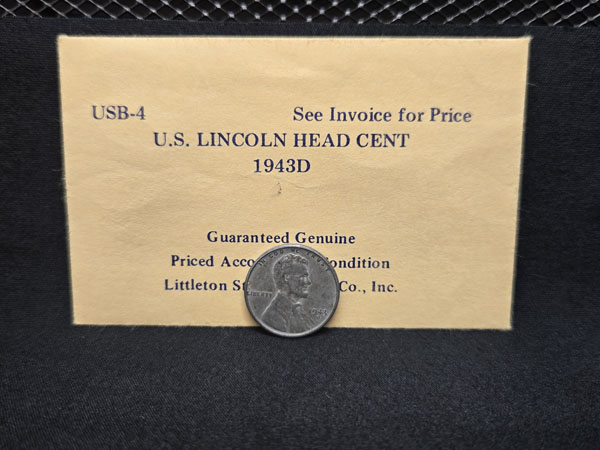 USB-4 See Invoice for Price
U.S. LINCOLN HEAD CENT
1943D
Guaranteed Genuine
Priced Acco ondition
Littleton St Co., Inc.
LIBERTY